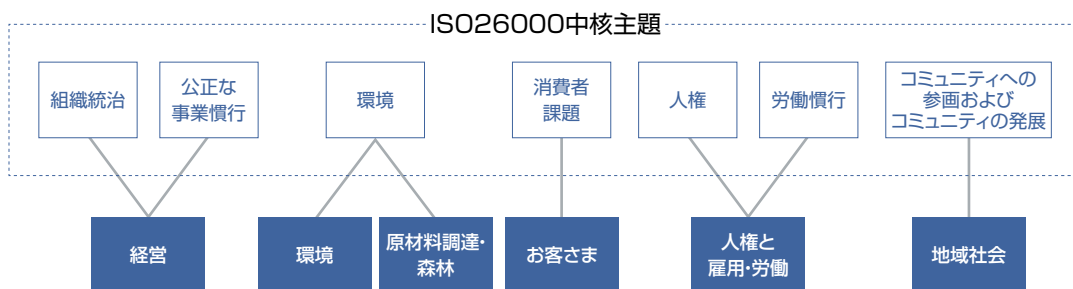 ISO26000中核主題
組織統治
公正な
事業慣行
環境
消費者
課題
人権
労働慣行
コミュニティへの
参画および
コミュニティの発展
経営
環境
原材料調達・
森林
お客さま
人権と
雇用・労働
地域社会